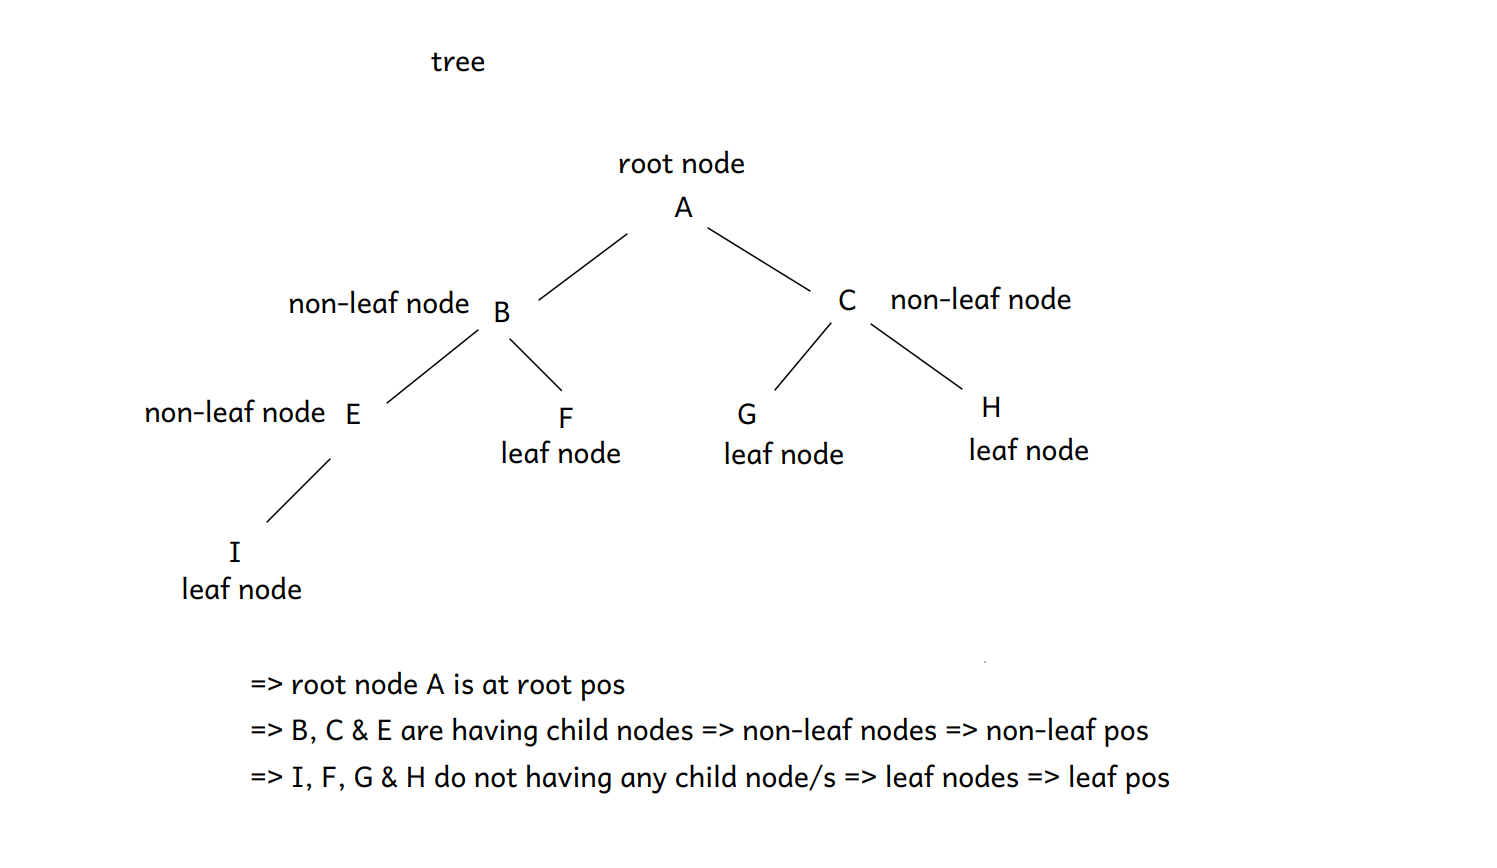 tree
root node
A
non-leaf node B
C non-leaf node
non-leaf node E
F
leaf node
G
leaf node
H
leaf node
I
leaf node
=> root node A is at root pos
=> B, C & E are having child nodes => non-leaf nodes => non-leaf pos
=> I, F, G & H do not having any child node/s => leaf nodes => leaf pos